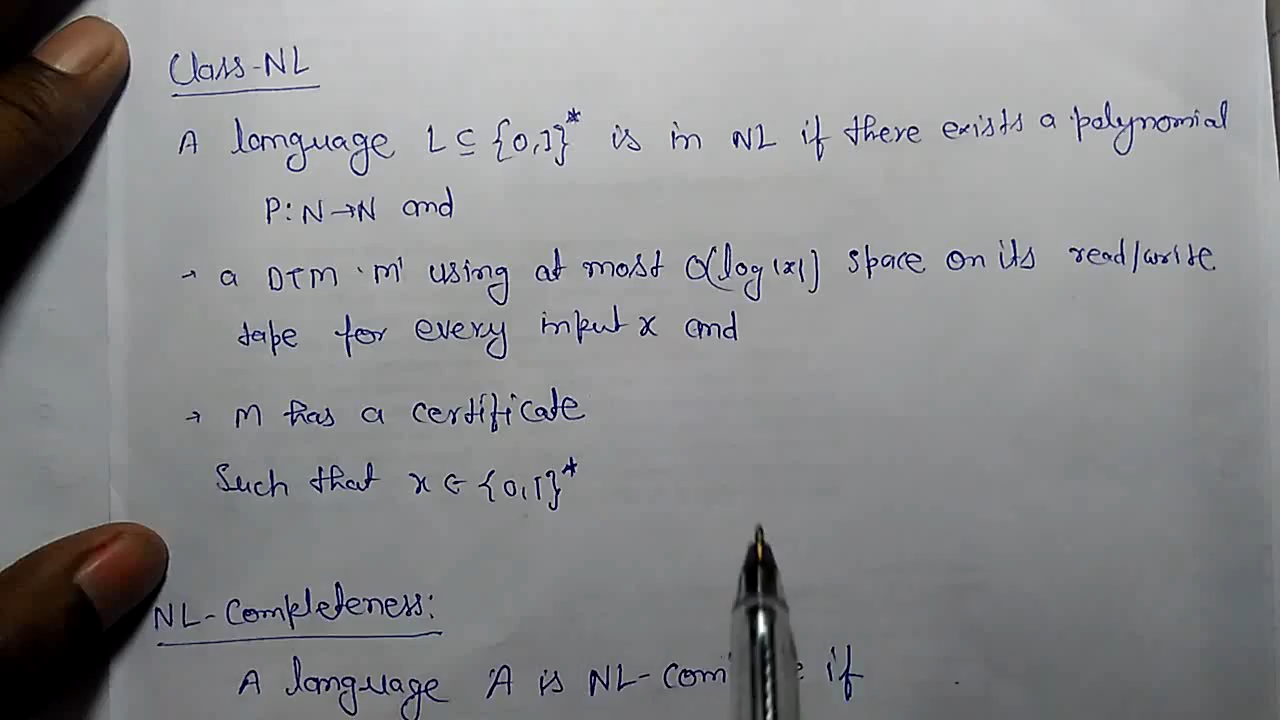 Class-NL
A language L ⊆ {0,1}* is in NL if there exists a polynomial
P: N→N and
→ a DTM 'M' using at most O(log|x|) space on its read/write
tape for every input x and
→ M has a certificate
Such that x ∈ {0,1}*
NL-Completeness:
A language A is NL- if